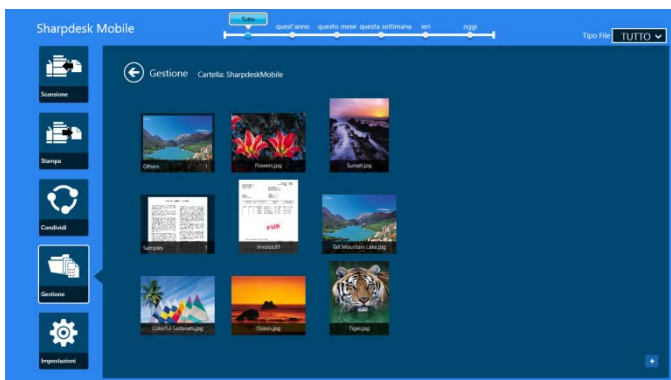 Sharpdesk Mobile
Tutto quest'anno questo mese questa settimana ieri oggi
Tipo File TUTTO
Scansione
Stampa
Condividi
Gestione
Impostazioni
Gestione Cartella: SharpdeskMobile
Others 1
Flowers.jpg
Sunset.jpg
Samples 1
PAID
Invoice.tif
Tall Mountain Lake.jpg
Colorful Sailboats.jpg
Ocean.jpg
Tiger.jpg